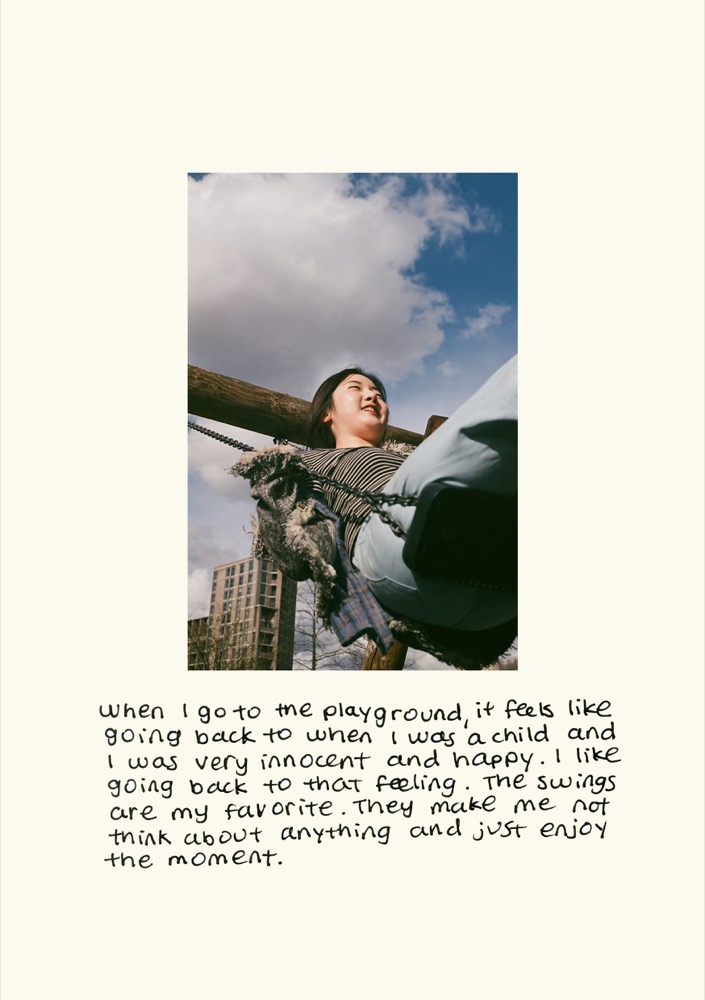 When I go to the playground, it feels like
going back to when I was a child and
I was very innocent and happy. I like
going back to that feeling. The swings
are my favorite. They make me not
think about anything and just enjoy
the moment.